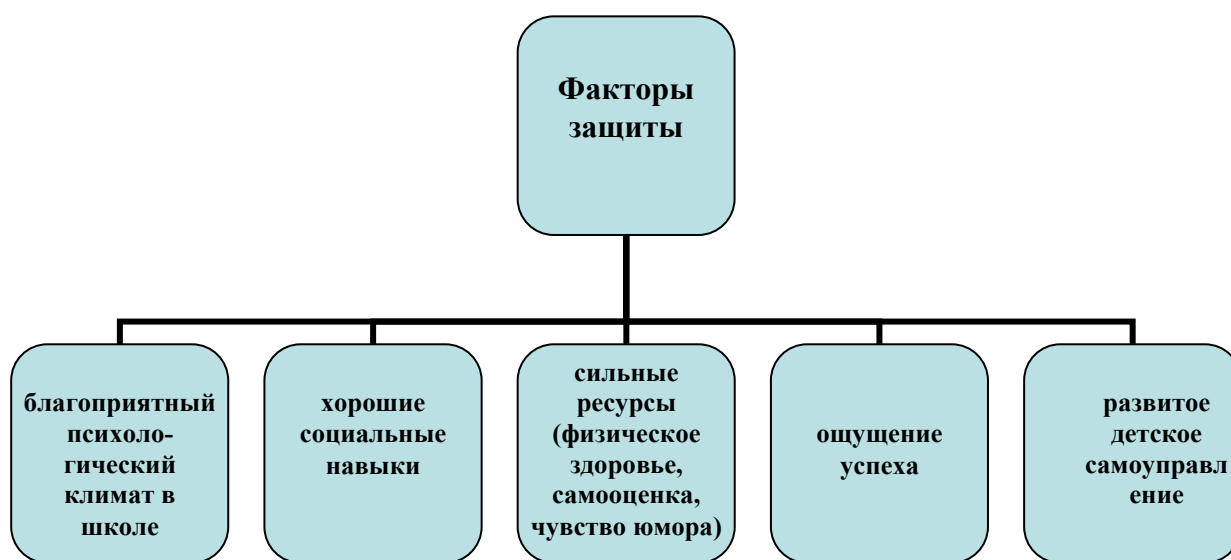 Факторы
защиты
благоприятный
психоло-
гический
климат в
школе
хорошие
социальные
навыки
сильные
ресурсы
(физическое
здоровье,
самооценка,
чувство юмора)
ощущение
успеха
развитое
детское
самоуправл
ение